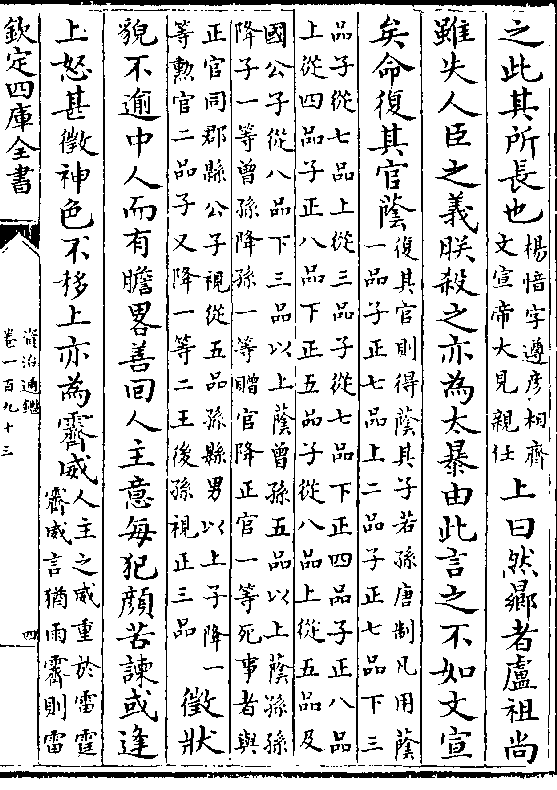 之此其所長也
楊愔字遵彦相齊
文宣帝大見親任
上曰然鄉者盧祖尚
雖失人臣之義朕殺之亦為太暴由此言之不如文宣
矣命復其官蔭
復其官則得蔭其子若孫唐制凡用蔭
一品子正七品上二品子正七品下三
品子從七品上從三品子從七品下正四品子正八品
上從四品子正八品下正五品子從八品上從五品及
國公子從八品下三品以上蔭曾孫五品以上蔭孫孫
降子一等曾孫降孫一等贈官降正官一等死事者與
正官同郡縣公子視從五品孫縣男以上子降一
等勲官二品子又降一等二王後孫視正三品
徵狀
貌不逾中人而有膽畧善回人主意每犯顔苦諫或逢
上怒甚徵神色不移上亦為霽威
人主之威重於雷霆
霽威言猶雨霽則雷
欽定四庫全書
資治通鑑
卷一百九十三
四